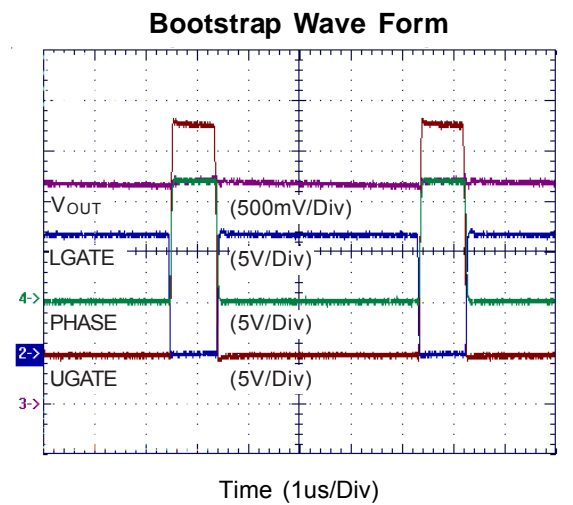 Bootstrap Wave Form
VOUT (500mV/Div)
LGATE (5V/Div)
4->
PHASE (5V/Div)
2->
UGATE (5V/Div)
3->
Time (1us/Div)